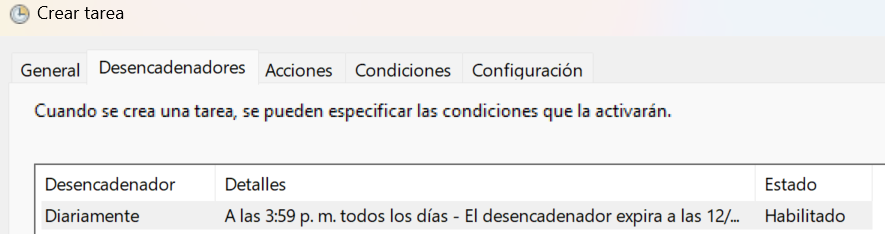 Crear tarea
General Desencadenadores Acciones Condiciones Configuración
Cuando se crea una tarea, se pueden especificar las condiciones que la activarán.
Desencadenador Detalles Estado
Diariamente A las 3:59 p. m. todos los días - El desencadenador expira a las 12/... Habilitado